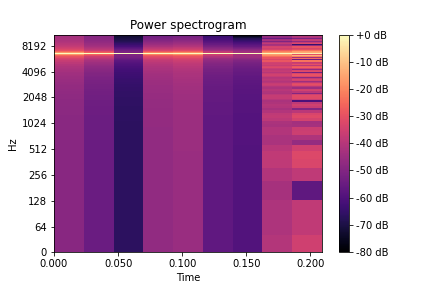 Power spectrogram
8192
4096
2048
1024
512
256
128
64
0
Hz
0.000
0.050
0.100
0.150
0.200
Time
+0 dB
-10 dB
-20 dB
-30 dB
-40 dB
-50 dB
-60 dB
-70 dB
-80 dB